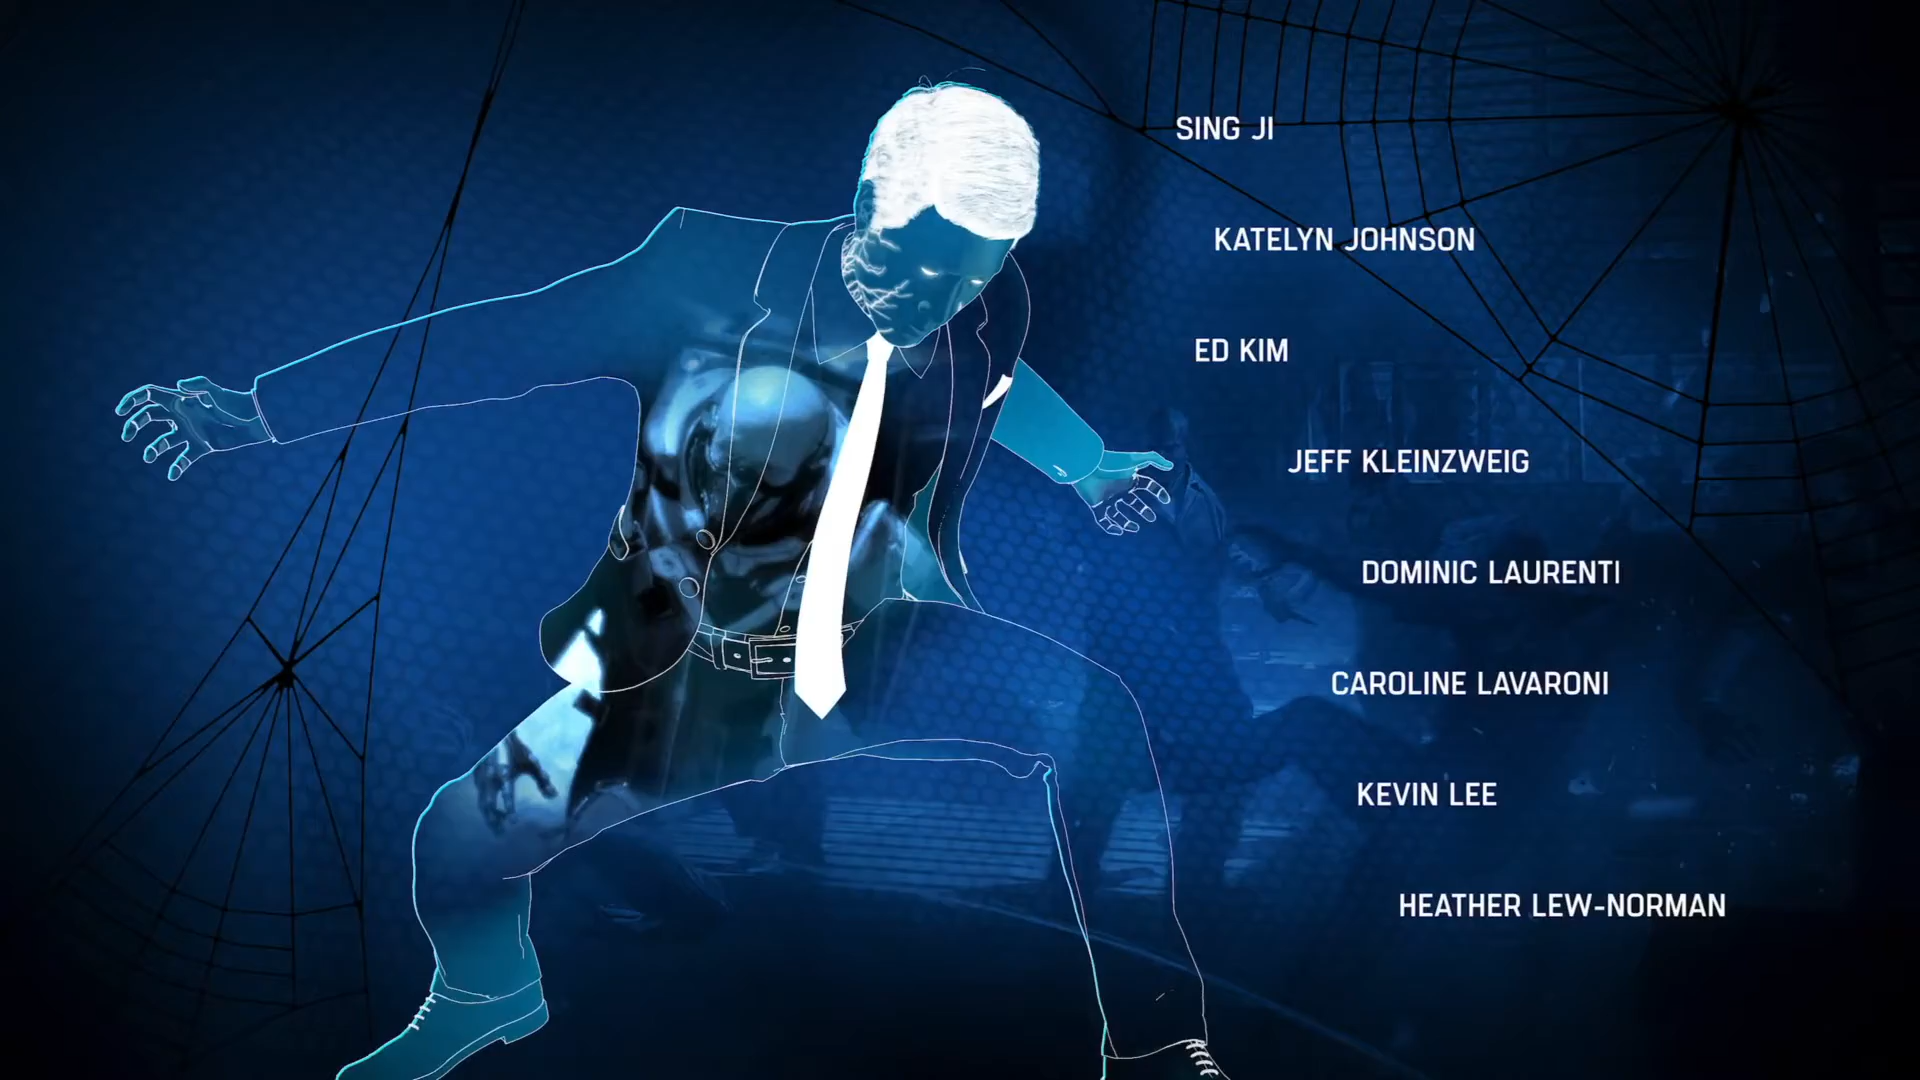 SING JI
KATELYN JOHNSON
ED KIM
JEFF KLEINZWEIG
DOMINIC LAURENTI
CAROLINE LAVARONI
KEVIN LEE
HEATHER LEW-NORMAN